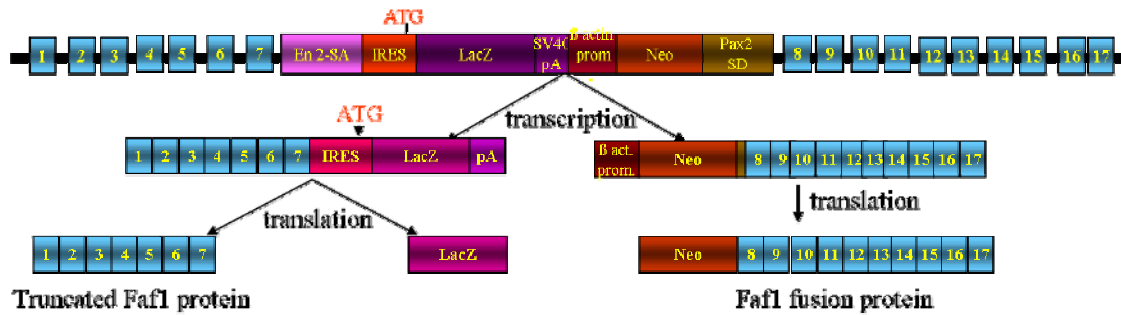 ATG
1 2 3 4 5 6 7 En 2-SA IRES LacZ SV40 pA ß actin prom Neo Pax2 SD 8 9 10 11 12 13 14 15 16 17
transcription
ATG
1 2 3 4 5 6 7 IRES LacZ pA
ß act. prom. Neo 8 9 10 11 12 13 14 15 16 17
translation
translation
1 2 3 4 5 6 7
LacZ
Neo 8 9 10 11 12 13 14 15 16 17
Truncated Faf1 protein
Faf1 fusion protein